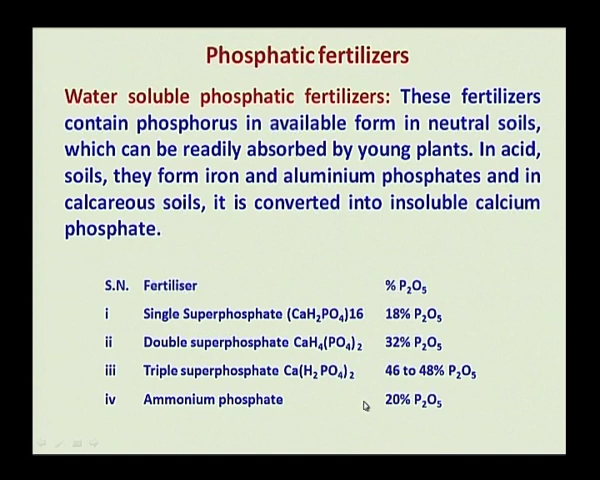 Phosphatic fertilizers
Water soluble phosphatic fertilizers: These fertilizers
contain phosphorus in available form in neutral soils,
which can be readily absorbed by young plants. In acid,
soils, they form iron and aluminium phosphates and in
calcareous soils, it is converted into insoluble calcium
phosphate.
S.N. Fertiliser % P₂O₅
i Single Superphosphate (CaH₂PO₄)16 18% P₂O₅
ii Double superphosphate CaH₄(PO₄)₂ 32% P₂O₅
iii Triple superphosphate Ca(H₂ PO₄)₂ 46 to 48% P₂O₅
iv Ammonium phosphate 20% P₂O₅